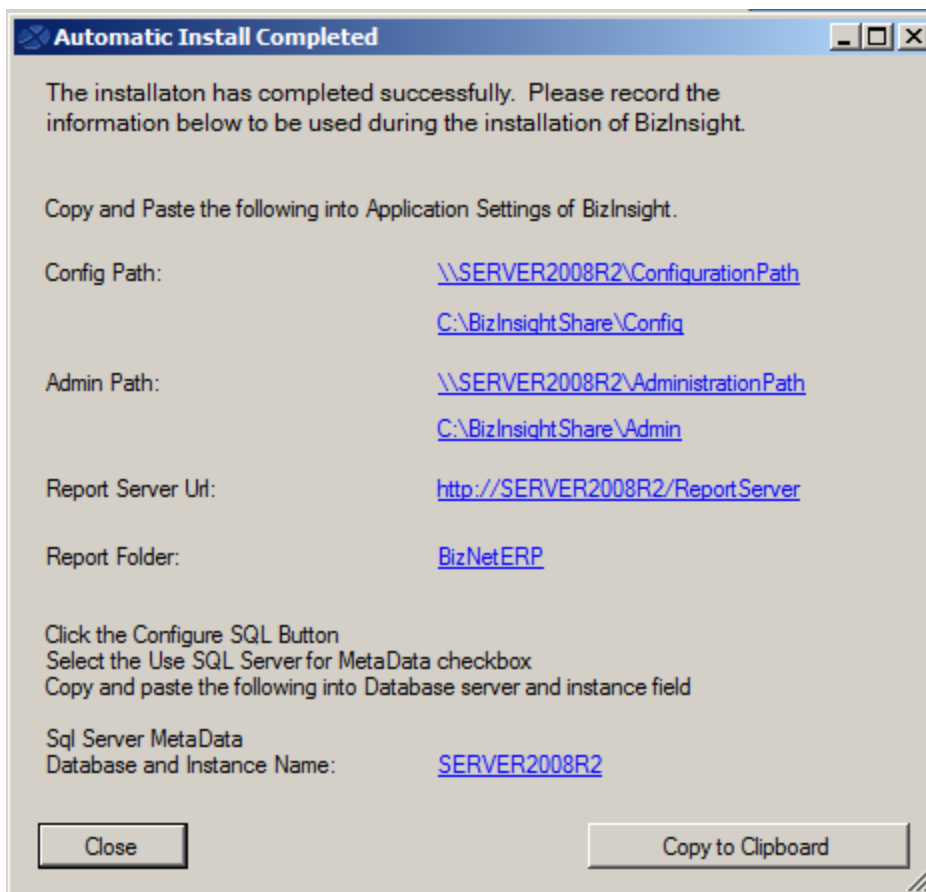 Automatic Install Completed
The installaton has completed successfully. Please record the
information below to be used during the installation of BizInsight.
Copy and Paste the following into Application Settings of BizInsight.
Config Path: \\SERVER2008R2\ConfigurationPath
C:\BizInsightShare\Config
Admin Path: \\SERVER2008R2\AdministrationPath
C:\BizInsightShare\Admin
Report Server Url: http://SERVER2008R2/ReportServer
Report Folder: BizNetERP
Click the Configure SQL Button
Select the Use SQL Server for MetaData checkbox
Copy and paste the following into Database server and instance field
Sql Server MetaData
Database and Instance Name: SERVER2008R2
Close Copy to Clipboard